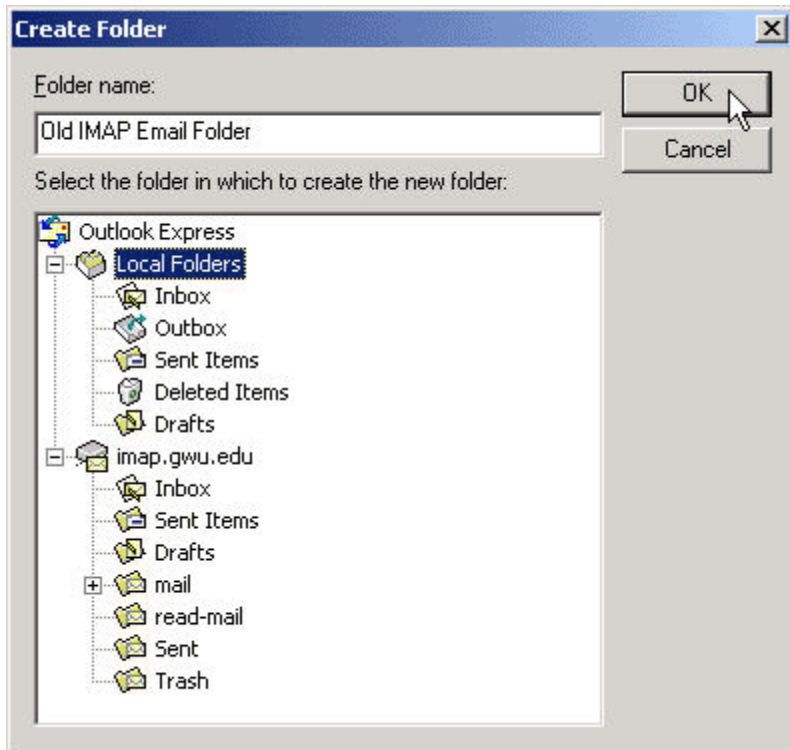 Create Folder
Folder name:
OK
Old IMAP Email Folder
Cancel
Select the folder in which to create the new folder:
Outlook Express
Local Folders
Inbox
Outbox
Sent Items
Deleted Items
Drafts
imap.gwu.edu
Inbox
Sent Items
Drafts
mail
read-mail
Sent
Trash